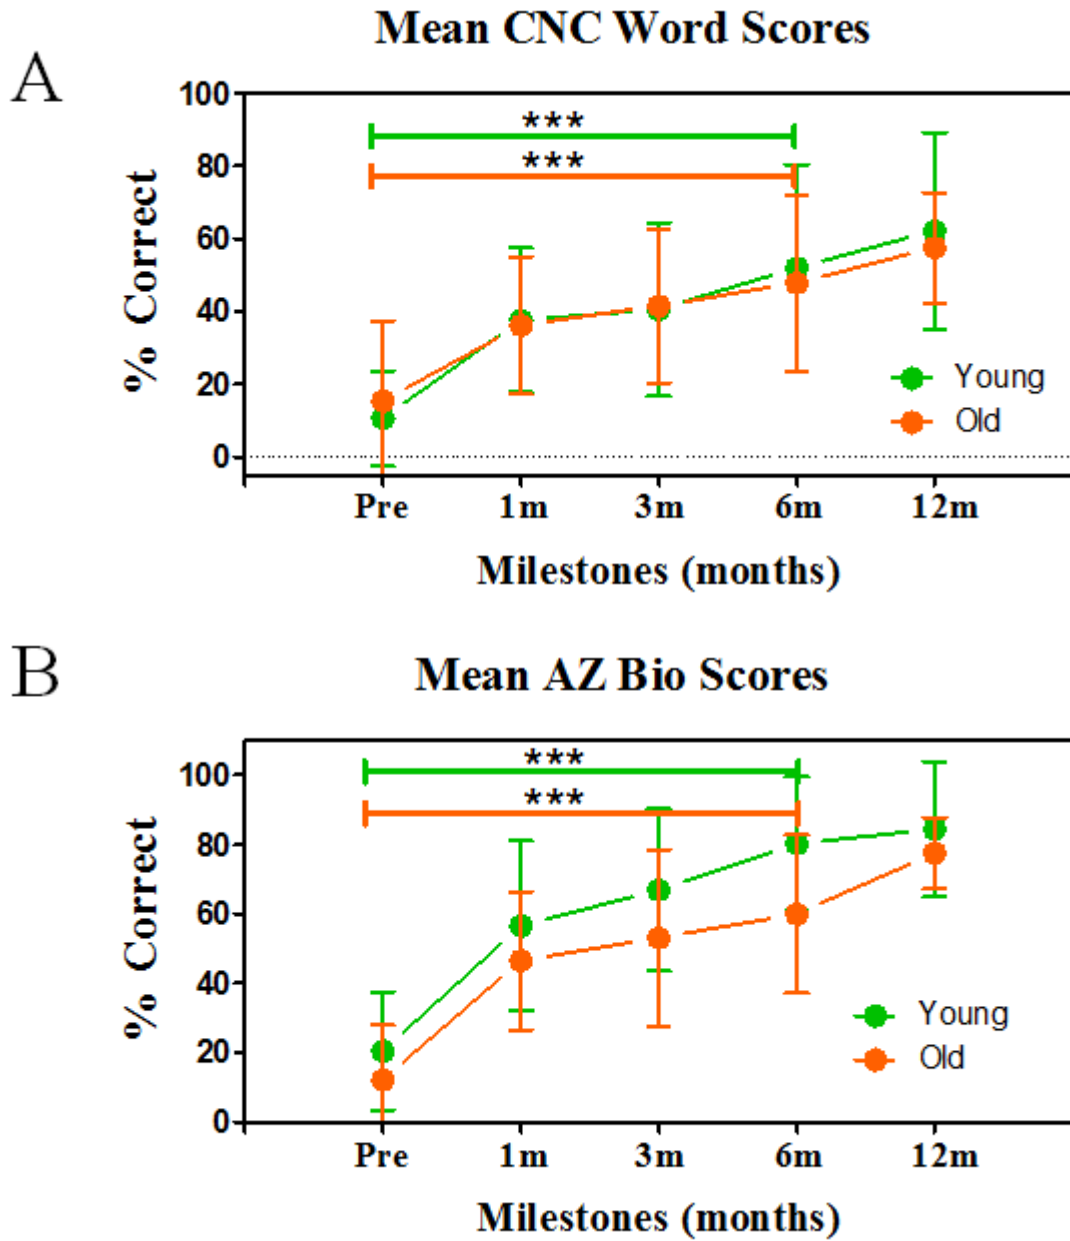 Mean CNC Word Scores
A
100
80
60
40
20
0
% Correct
***
***
Young
Old
Pre 1m 3m 6m 12m
Milestones (months)
B
Mean AZ Bio Scores
100
80
60
40
20
0
% Correct
***
***
Young
Old
Pre 1m 3m 6m 12m
Milestones (months)